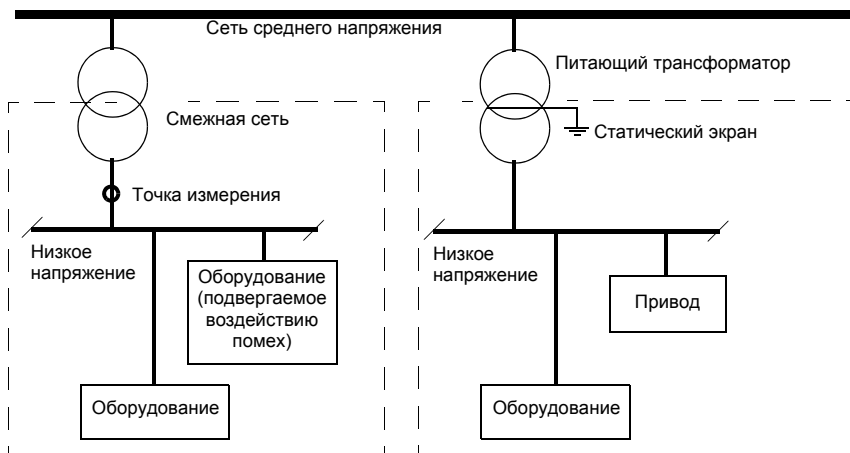 Сеть среднего напряжения
Питающий трансформатор
Смежная сеть
Статический экран
Точка измерения
Низкое
напряжение
Оборудование
(подвергаемое
воздействию
помех)
Низкое
напряжение
Привод
Оборудование
Оборудование